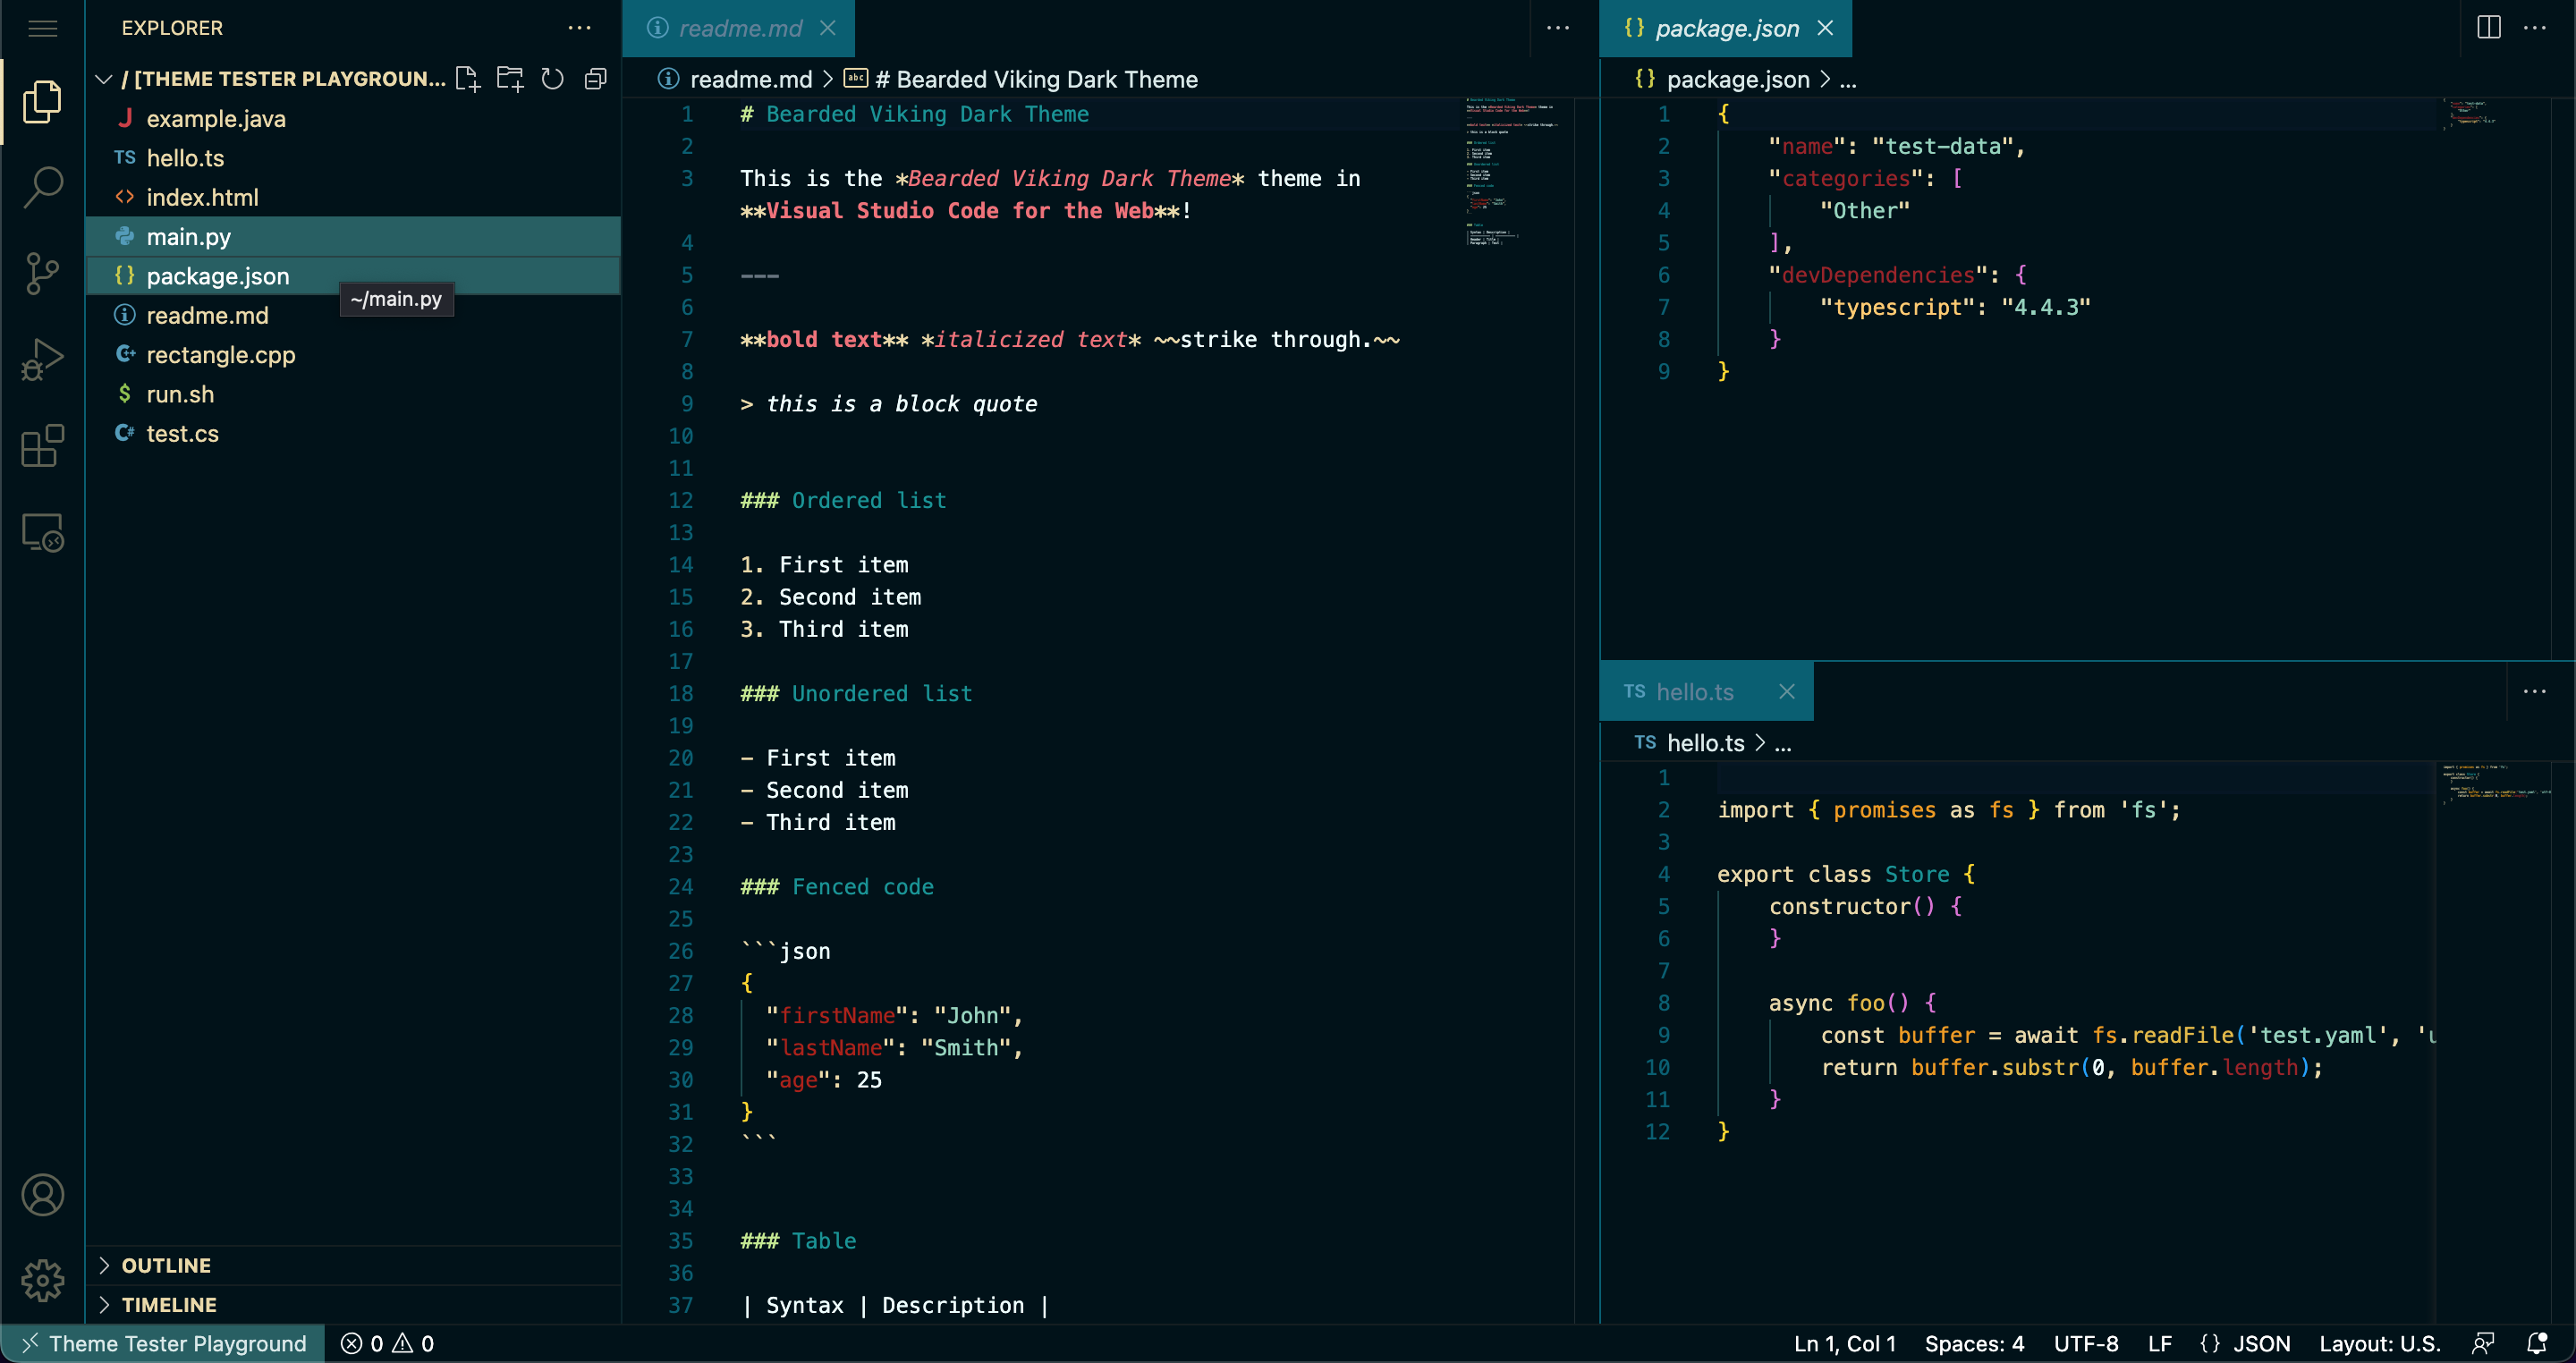 EXPLORER
/ [THEME TESTER PLAYGROUN...
J example.java
TS hello.ts
<> index.html
main.py
{} package.json
~/main.py
readme.md
C+ rectangle.cpp
$ run.sh
C# test.cs
OUTLINE
TIMELINE
readme.md
readme.md > abc # Bearded Viking Dark Theme
1 # Bearded Viking Dark Theme
2
3 This is the *Bearded Viking Dark Theme* theme in
**Visual Studio Code for the Web**!
4
5 ---
6
7 **bold text** *italicized text* ~~strike through.~~
8
9 > this is a block quote
10
11
12 ### Ordered list
13
14 1. First item
15 2. Second item
16 3. Third item
17
18 ### Unordered list
19
20 - First item
21 - Second item
22 - Third item
23
24 ### Fenced code
25
26 ```json
27 {
28   "firstName": "John",
29   "lastName": "Smith",
30   "age": 25
31 }
32 ```
33
34
35 ### Table
36
37 | Syntax | Description |
{} package.json
{} package.json > ...
1 {
2     "name": "test-data",
3     "categories": [
4         "Other"
5     ],
6     "devDependencies": {
7         "typescript": "4.4.3"
8     }
9 }
TS hello.ts
TS hello.ts > ...
1
2 import { promises as fs } from 'fs';
3
4 export class Store {
5     constructor() {
6     }
7
8     async foo() {
9         const buffer = await fs.readFile('test.yaml', 'u
10         return buffer.substr(0, buffer.length);
11     }
12 }
Theme Tester Playground 0 0
Ln 1, Col 1 Spaces: 4 UTF-8 LF {} JSON Layout: U.S.